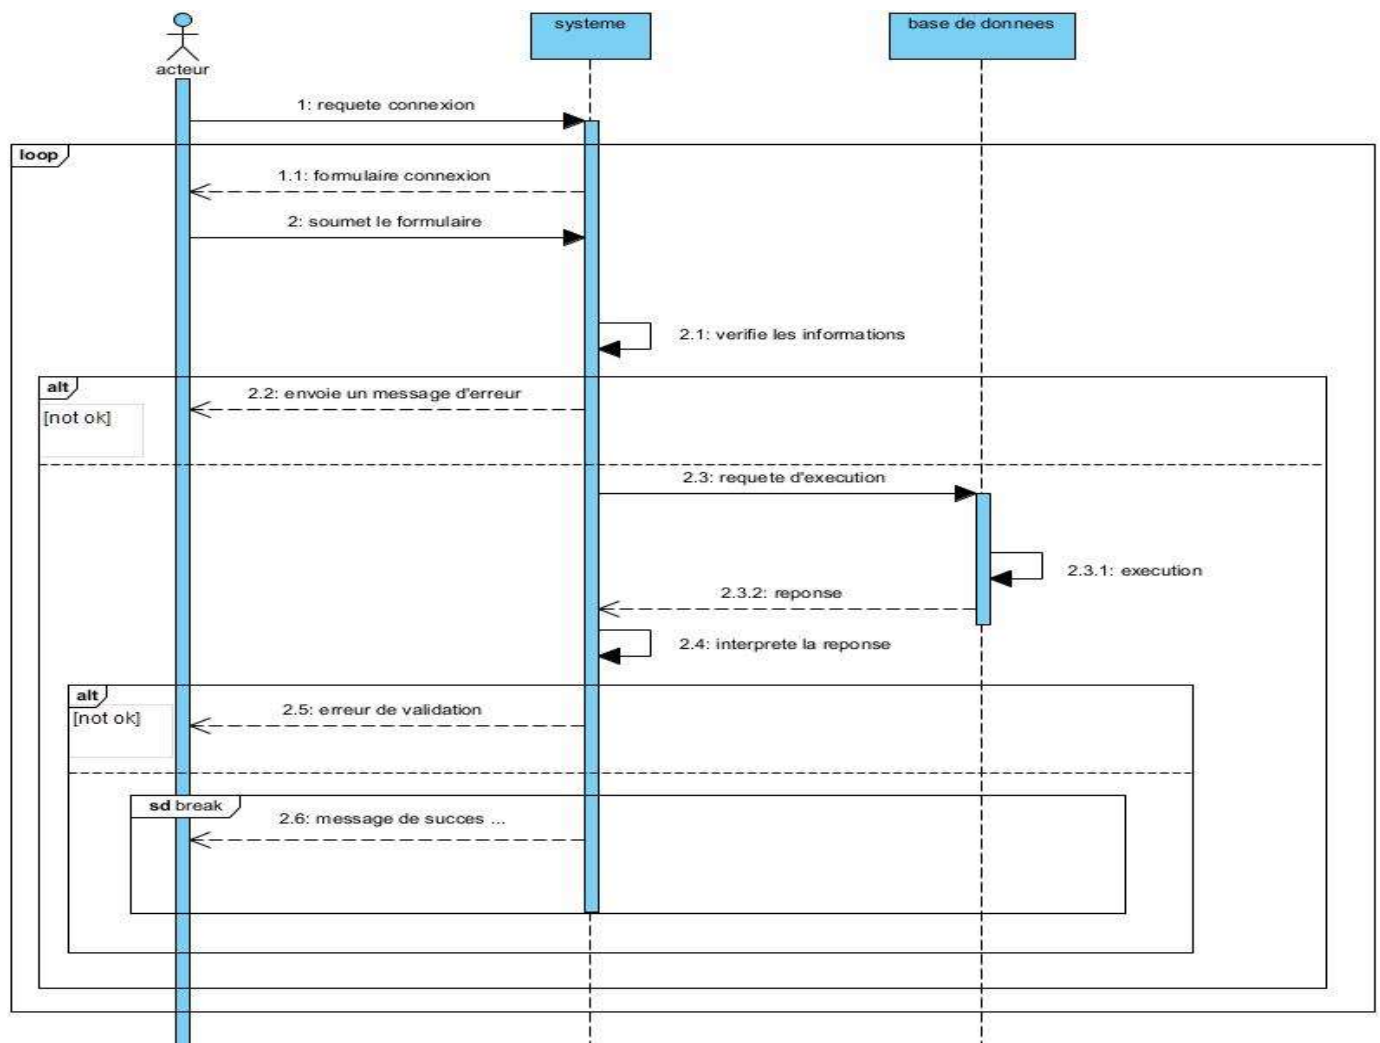 systeme
base de donnees
acteur
1: requete connexion
loop
1.1: formulaire connexion
2: soumet le formulaire
2.1: verifie les informations
alt
2.2: envoie un message d'erreur
[not ok]
2.3: requete d'execution
2.3.1: execution
2.3.2: reponse
2.4: interprete la reponse
alt
2.5: erreur de validation
[not ok]
sd break
2.6: message de succes ...